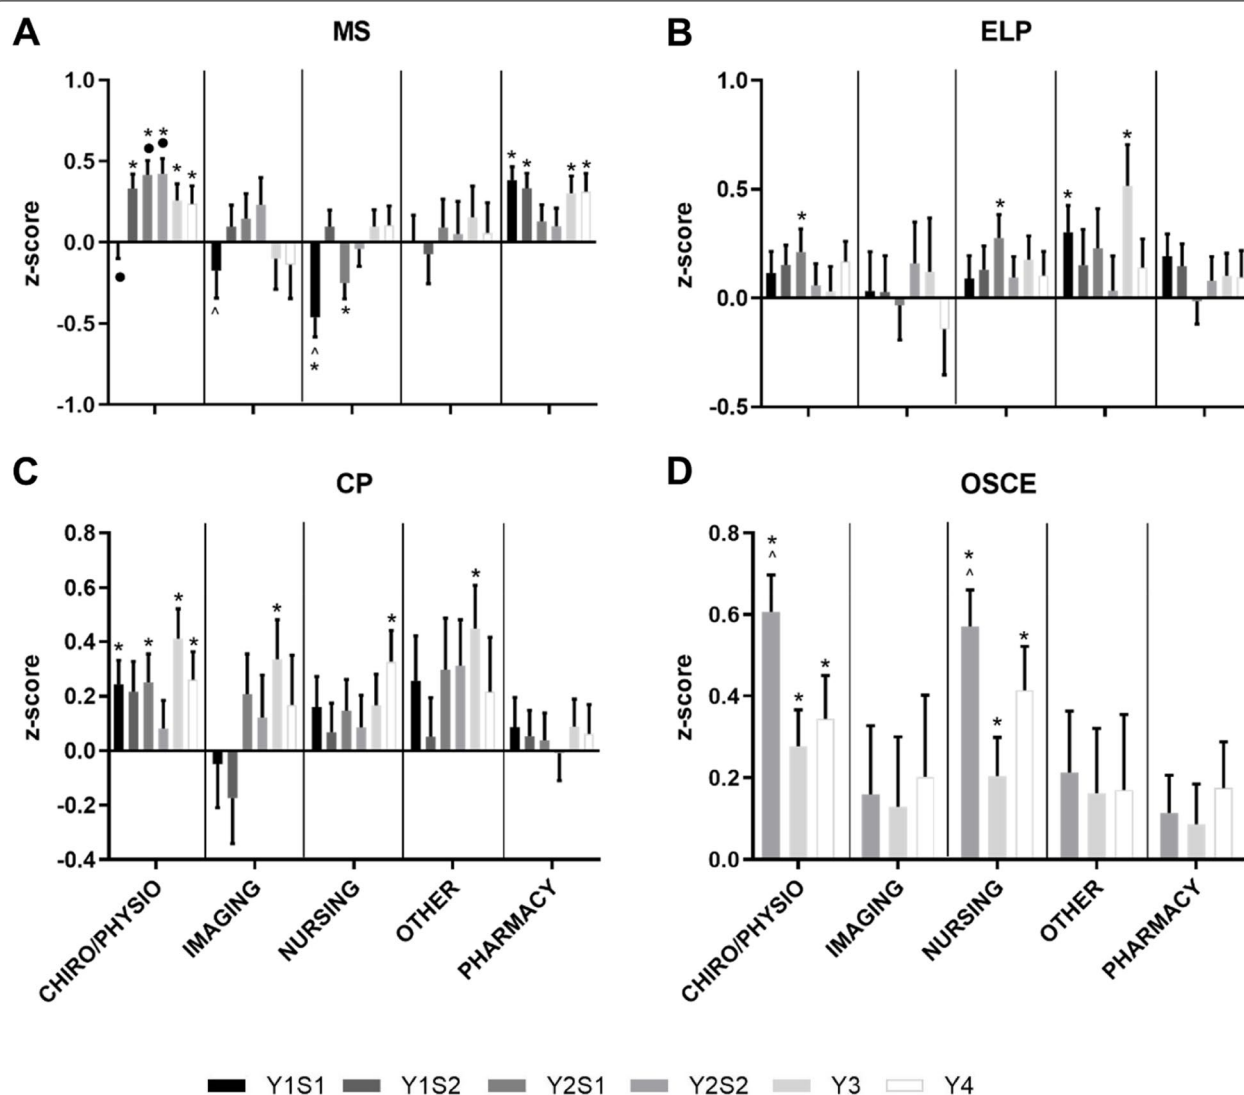 A
MS
1.0
0.5
0.0
-0.5
-1.0
z-score
* * * * * *
^
^
*
*
* * * *
B
ELP
1.0
0.5
0.0
-0.5
z-score
*
*
*
*
C
CP
0.8
0.6
0.4
0.2
0.0
-0.2
-0.4
z-score
* * * *
*
*
*
CHIRO/PHYSIO
IMAGING
NURSING
OTHER
PHARMACY
D
OSCE
0.8
0.6
0.4
0.2
0.0
z-score
*
^
*
*
*
^
*
*
CHIRO/PHYSIO
IMAGING
NURSING
OTHER
PHARMACY
Y1S1 Y1S2 Y2S1 Y2S2 Y3 Y4